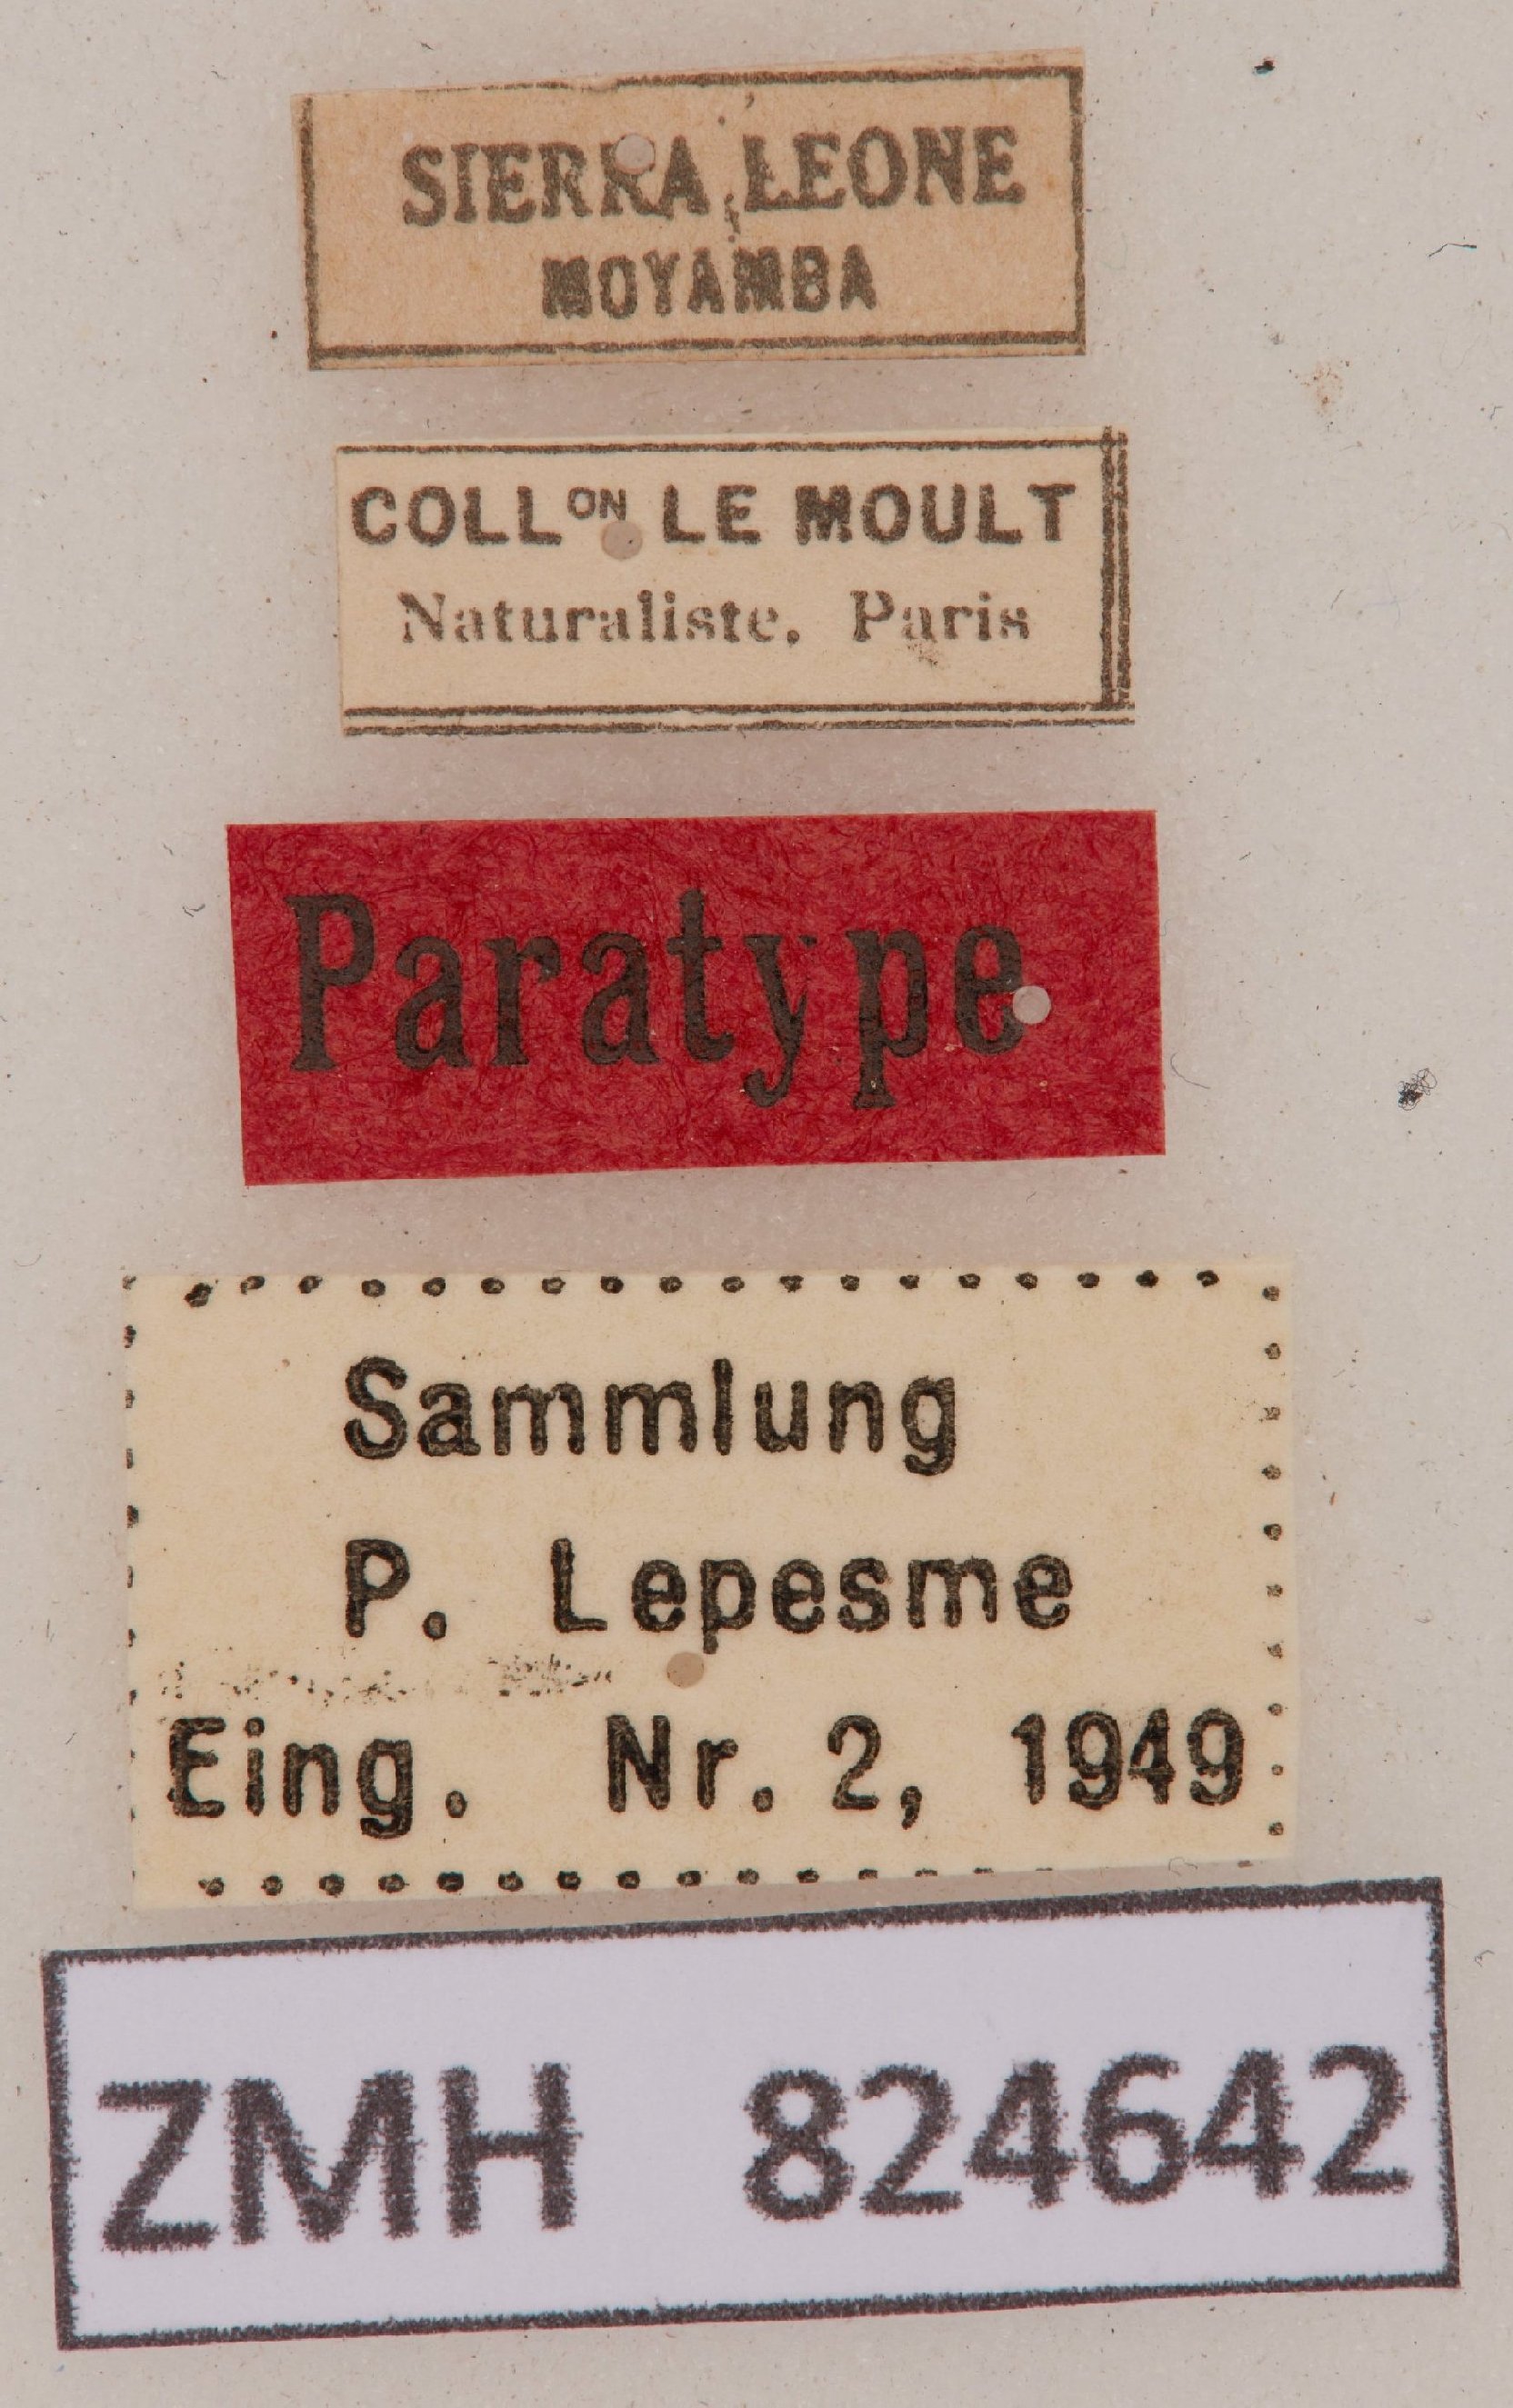 SIERRA LEONE
MOYAMBA
COLLON LE MOULT
Naturaliste. Paris
Paratype
Sammlung
P. Lepesme
Eing. Nr. 2, 1949
ZMH 824642